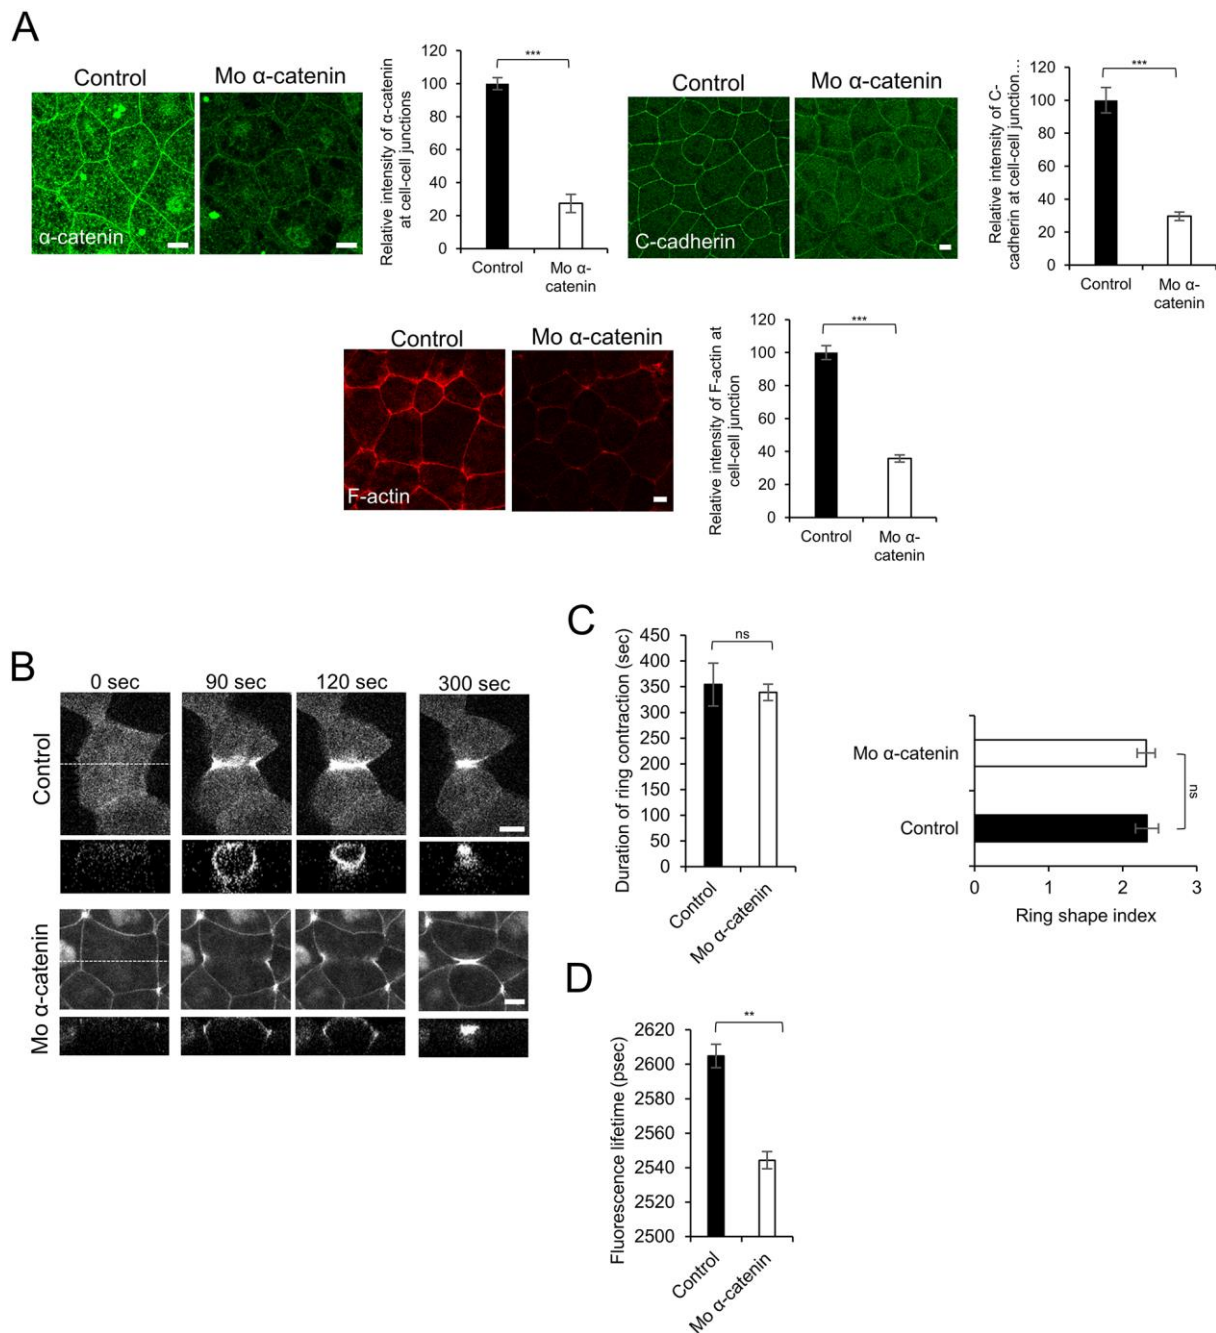 A
Control
Mo α-catenin
α-catenin
Relative intensity of α-catenin
at cell-cell junctions
120
100
80
60
40
20
0
***
Control
Mo α-
catenin
Control
Mo α-catenin
C-cadherin
Relative intensity of C-
cadherin at cell-cell junction…
120
100
80
60
40
20
0
***
Control
Mo α-
catenin
Control
Mo α-catenin
F-actin
Relative intensity of F-actin at
cell-cell junction
120
100
80
60
40
20
0
***
Control
Mo α-
catenin
B
0 sec
90 sec
120 sec
300 sec
Control
Mo α-catenin
C
Duration of ring contraction (sec)
450
400
350
300
250
200
150
100
50
0
ns
Control
Mo α-catenin
Mo α-catenin
Control
ns
0
1
2
3
Ring shape index
D
Fluorescence lifetime (psec)
2620
2600
2580
2560
2540
2520
2500
**
Control
Mo α-catenin